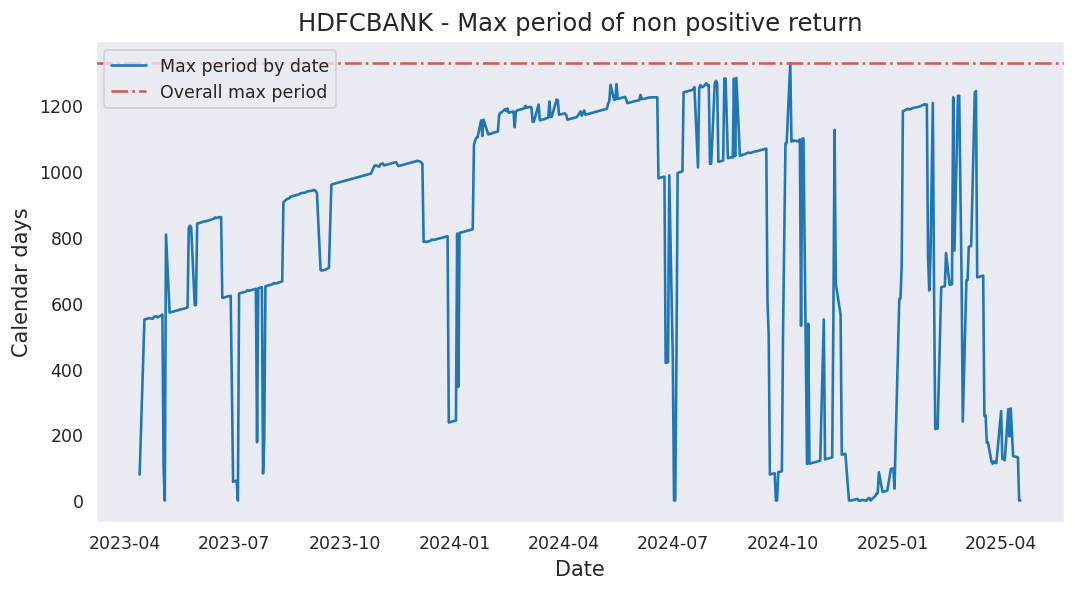 HDFCBANK - Max period of non positive return
Max period by date
Overall max period
Calendar days
1200
1000
800
600
400
200
0
2023-04 2023-07 2023-10 2024-01 2024-04 2024-07 2024-10 2025-01 2025-04
Date